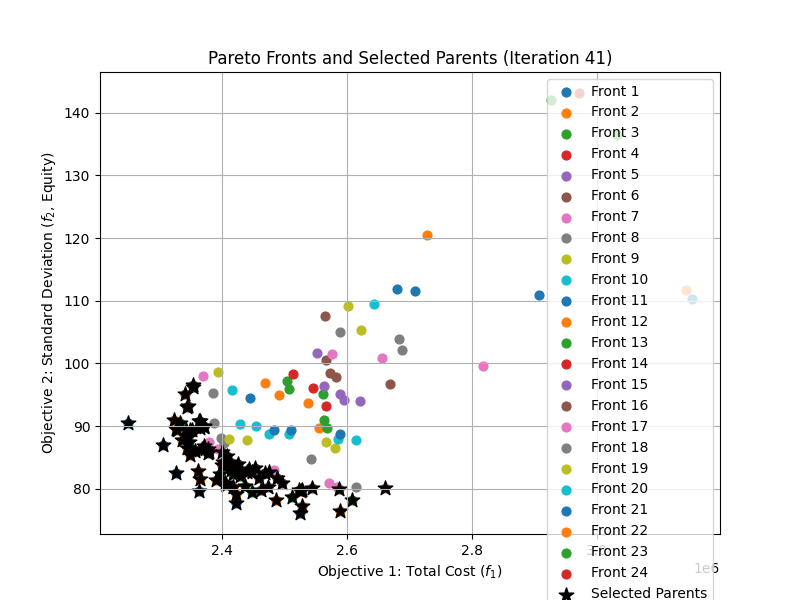 Pareto Fronts and Selected Parents (Iteration 41)
Objective 2: Standard Deviation (f₂, Equity)
140
130
120
110
100
90
80
2.4
2.6
2.8
1e6
Objective 1: Total Cost (f₁)
Front 1
Front 2
Front 3
Front 4
Front 5
Front 6
Front 7
Front 8
Front 9
Front 10
Front 11
Front 12
Front 13
Front 14
Front 15
Front 16
Front 17
Front 18
Front 19
Front 20
Front 21
Front 22
Front 23
Front 24
Selected Parents